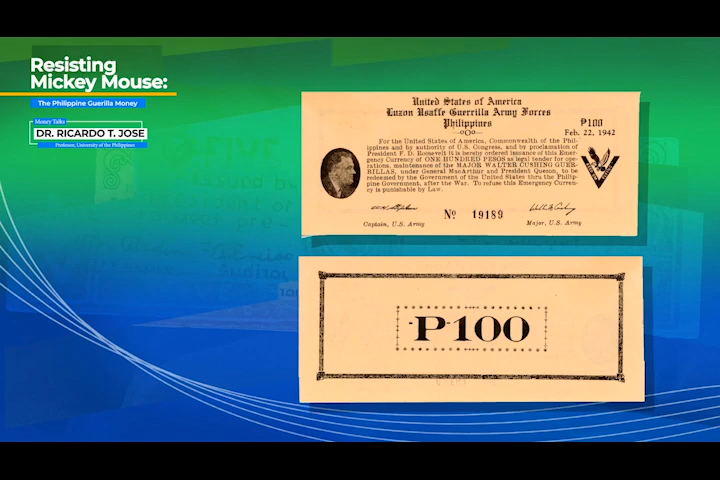 Resisting
Mickey Mouse:
The Philippine Guerilla Money
Money Talks
DR. RICARDO T. JOSE
Professor, University of the Philippines
United States of America
Luzon Usaffe Guerrilla Army Forces
Philippines
₱100
Feb. 22, 1942
For the United States of America, Commonwealth of the Phil-
ippines and by authority of U.S. Congress, and by proclamation of
President F. D. Roosevelt it is hereby ordered issuance of this Emer-
gency Currency of ONE HUNDRED PESOS as legal tender for ope-
rations, maintenance of the MAJOR WALTER CUSHING GUER-
RILLAS, under General MacArthur and President Quezon, to be
redeemed by the Government of the United States thru the Philip-
pine Government, after the War. To refuse this Emergency Curren-
cy is punishable by Law.
Nº 19189
Captain, U.S. Army
Major, U.S. Army
₱100